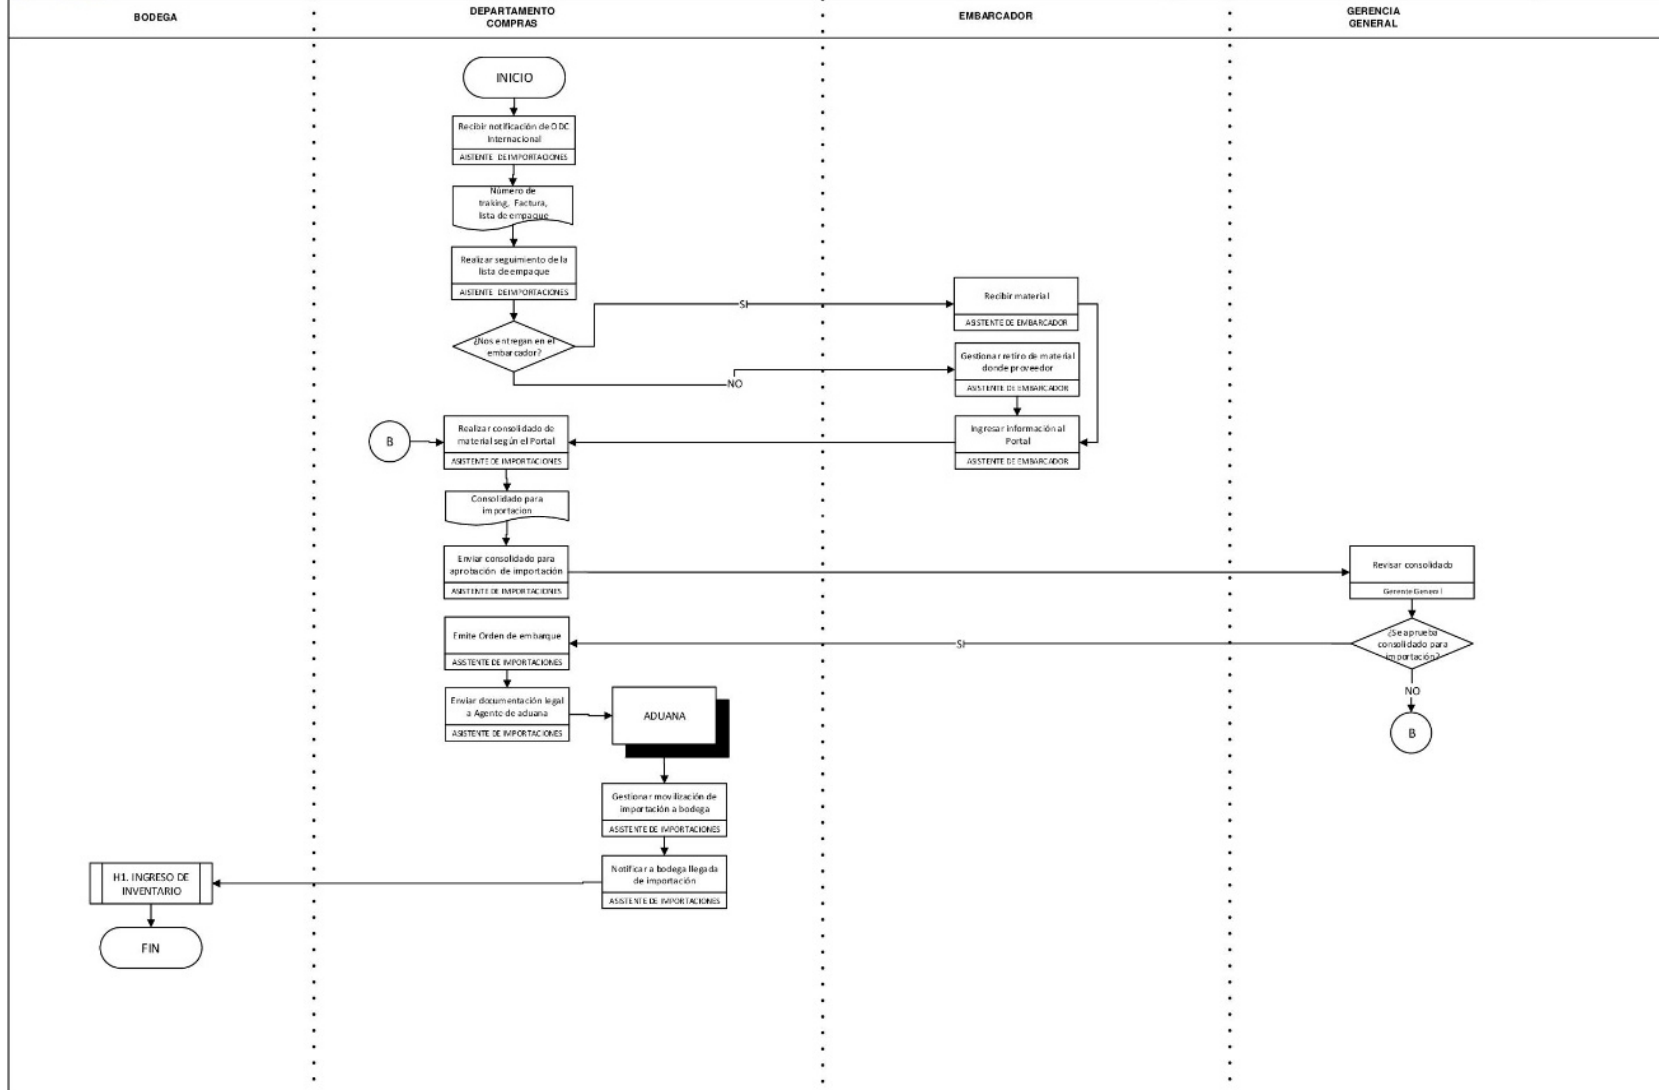 BODEGA
DEPARTAMENTO
COMPRAS
EMBARCADOR
GERENCIA
GENERAL
INICIO
Recibir notificación de ODC
Internacional
AISTENTE DE IMPORTACIONES
Número de
traking, Factura,
lista de empaque
Realizar seguimiento de la
lista de empaque
AISTENTE DE IMPORTACIONES
¿Nos entregan en el
embarcador?
SI
NO
Recibir material
ASISTENTE DE EMBARCADOR
Gestionar retiro de material
donde proveedor
ASISTENTE DE EMBARCADOR
Ingresar información al
Portal
ASISTENTE DE EMBARCADOR
B
Realizar consolidado de
material según el Portal
ASISTENTE DE IMPORTACIONES
Consolidado para
importacion
Enviar consolidado para
aprobación de importación
ASISTENTE DE IMPORTACIONES
Revisar consolidado
Gerente General
¿Se aprueba
consolidado para
importación?
SI
NO
B
Emite Orden de embarque
ASISTENTE DE IMPORTACIONES
Enviar documentación legal
a Agente de aduana
ASISTENTE DE IMPORTACIONES
ADUANA
Gestionar movilización de
importación a bodega
ASISTENTE DE IMPORTACIONES
Notificar a bodega llegada
de importación
ASISTENTE DE IMPORTACIONES
H1. INGRESO DE
INVENTARIO
FIN